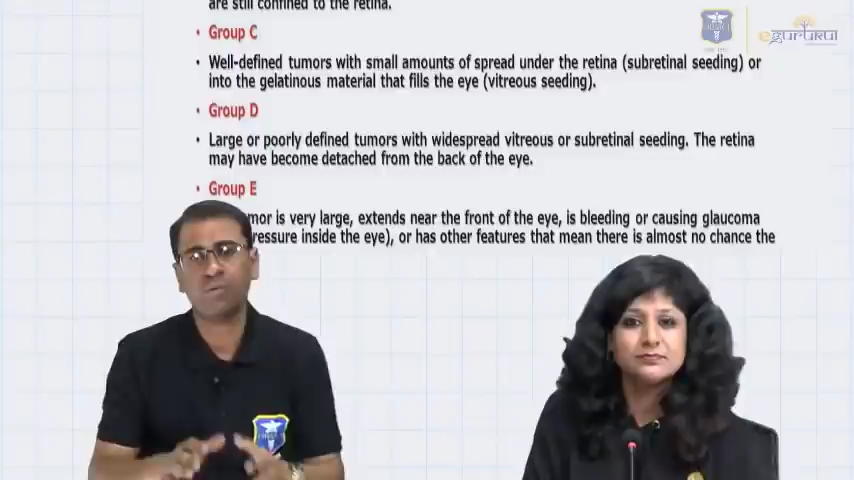 are still confined to the retina.
• Group C
• Well-defined tumors with small amounts of spread under the retina (subretinal seeding) or
into the gelatinous material that fills the eye (vitreous seeding).
• Group D
• Large or poorly defined tumors with widespread vitreous or subretinal seeding. The retina
may have become detached from the back of the eye.
• Group E
mor is very large, extends near the front of the eye, is bleeding or causing glaucoma
ressure inside the eye), or has other features that mean there is almost no chance the
egurukul